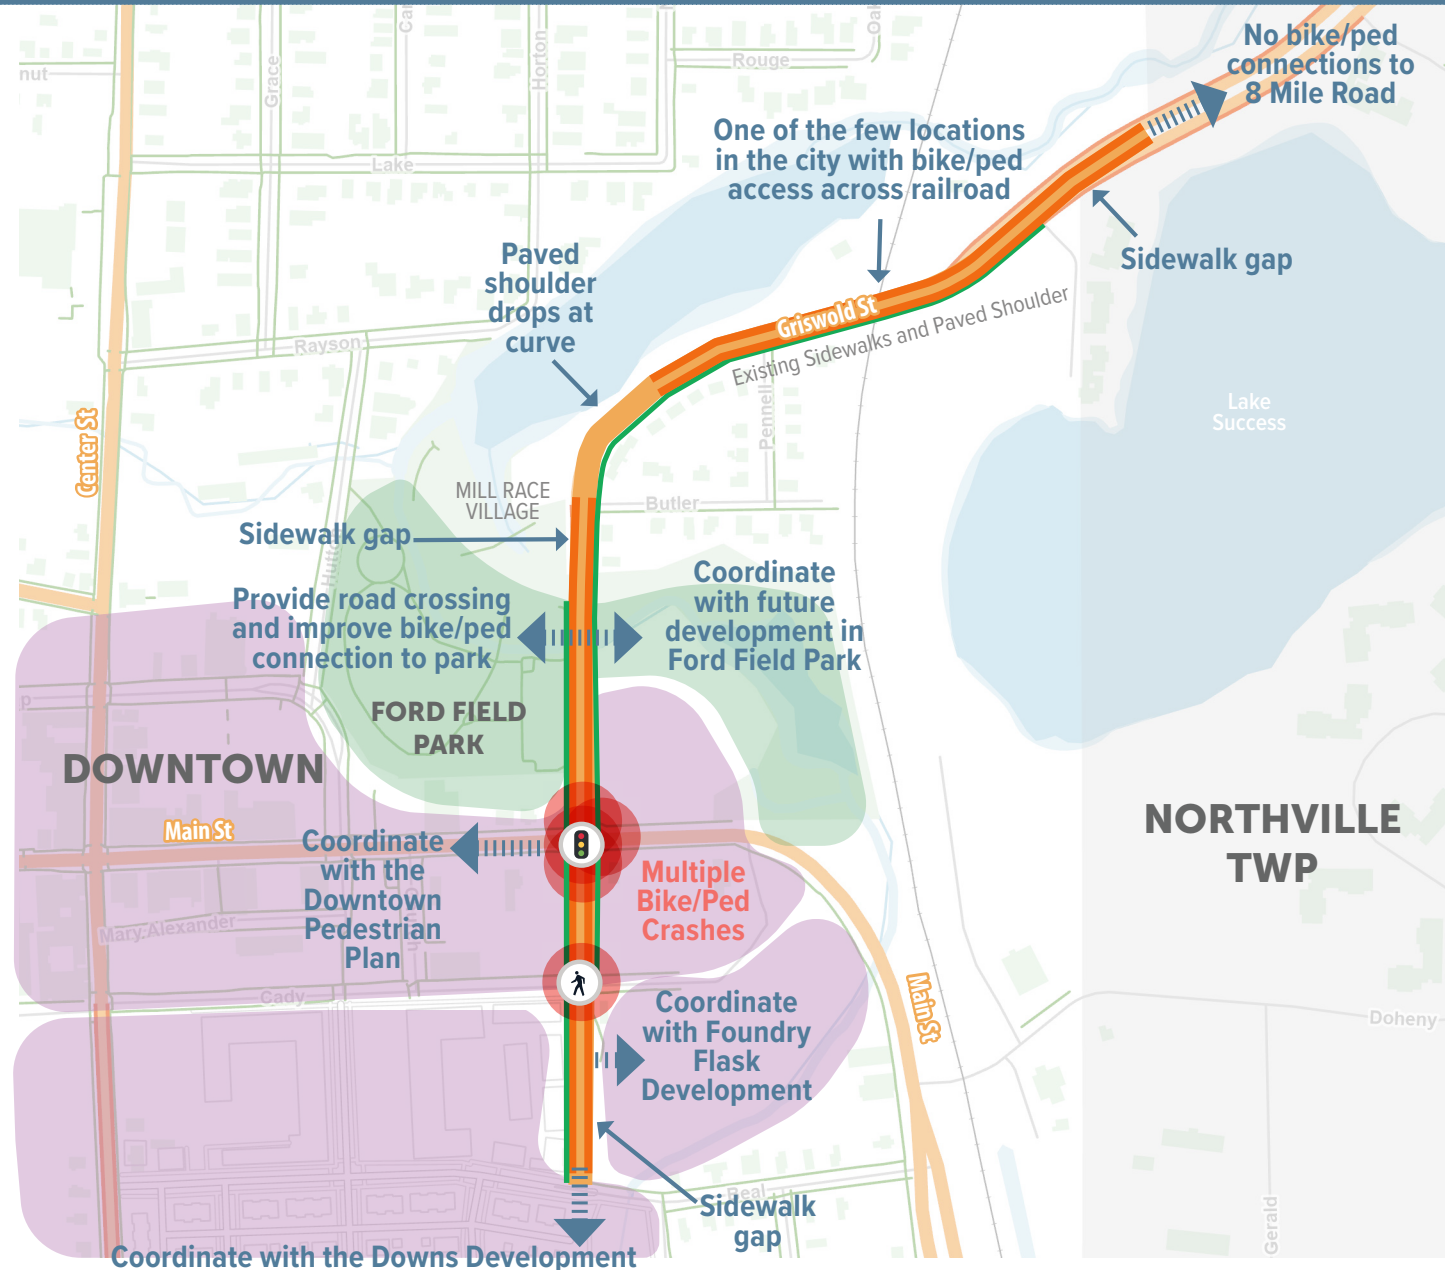 No bike/ped
connections to
8 Mile Road
nut
Grace
Horton
Rouge
Lake
One of the few locations
in the city with bike/ped
access across railroad
Paved
shoulder
drops at
curve
Sidewalk gap
Griswold St
Existing Sidewalks and Paved Shoulder
Rayson
Center St
Pennell
Lake
Success
MILL RACE
VILLAGE
Butler
Sidewalk gap
Provide road crossing
and improve bike/ped
connection to park
Coordinate
with future
development in
Ford Field Park
FORD FIELD
PARK
DOWNTOWN
NORTHVILLE
TWP
Main St
Coordinate
with the
Downtown
Pedestrian
Plan
Multiple
Bike/Ped
Crashes
Mary Alexander
Cady
Coordinate
with Foundry
Flask
Development
Main St
Doheny
Sidewalk
gap
Beal
Gerald
Coordinate with the Downs Development